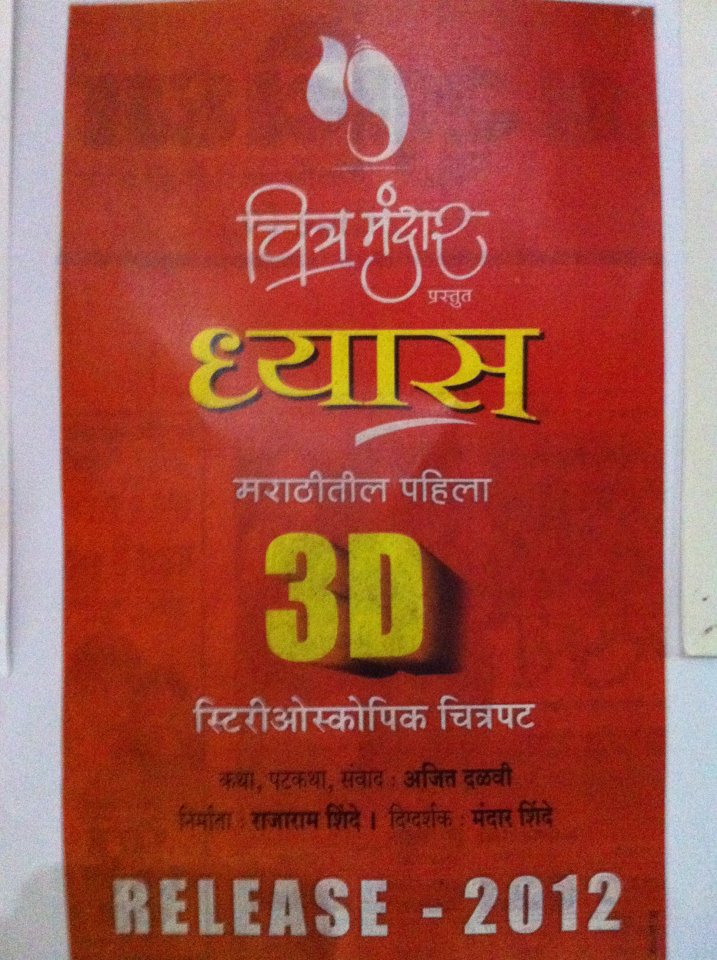 चित्र मंदार
प्रस्तुत
ध्यास
मराठीतील पहिला
3D
स्टिरीओस्कोपिक चित्रपट
कथा, पटकथा, संवाद : अजित दळवी
निर्माता : राजाराम शिंदे । दिग्दर्शक : मंदार शिंदे
RELEASE - 2012